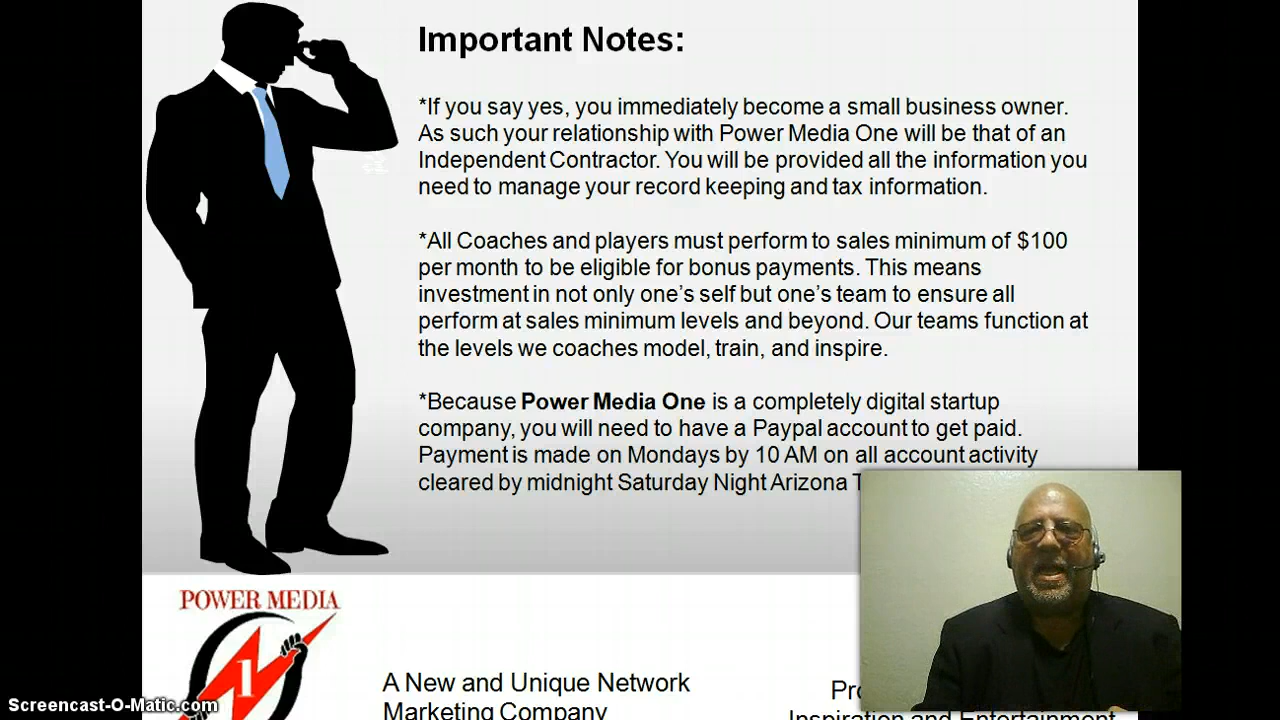 Important Notes:
*If you say yes, you immediately become a small business owner.
As such your relationship with Power Media One will be that of an
Independent Contractor. You will be provided all the information you
need to manage your record keeping and tax information.
*All Coaches and players must perform to sales minimum of $100
per month to be eligible for bonus payments. This means
investment in not only one's self but one's team to ensure all
perform at sales minimum levels and beyond. Our teams function at
the levels we coaches model, train, and inspire.
*Because Power Media One is a completely digital startup
company, you will need to have a Paypal account to get paid.
Payment is made on Mondays by 10 AM on all account activity
cleared by midnight Saturday Night Arizona
POWER MEDIA
1
A New and Unique Network
Marketing Company
Inspiration and Entertainment
Screencast-O-Matic.com